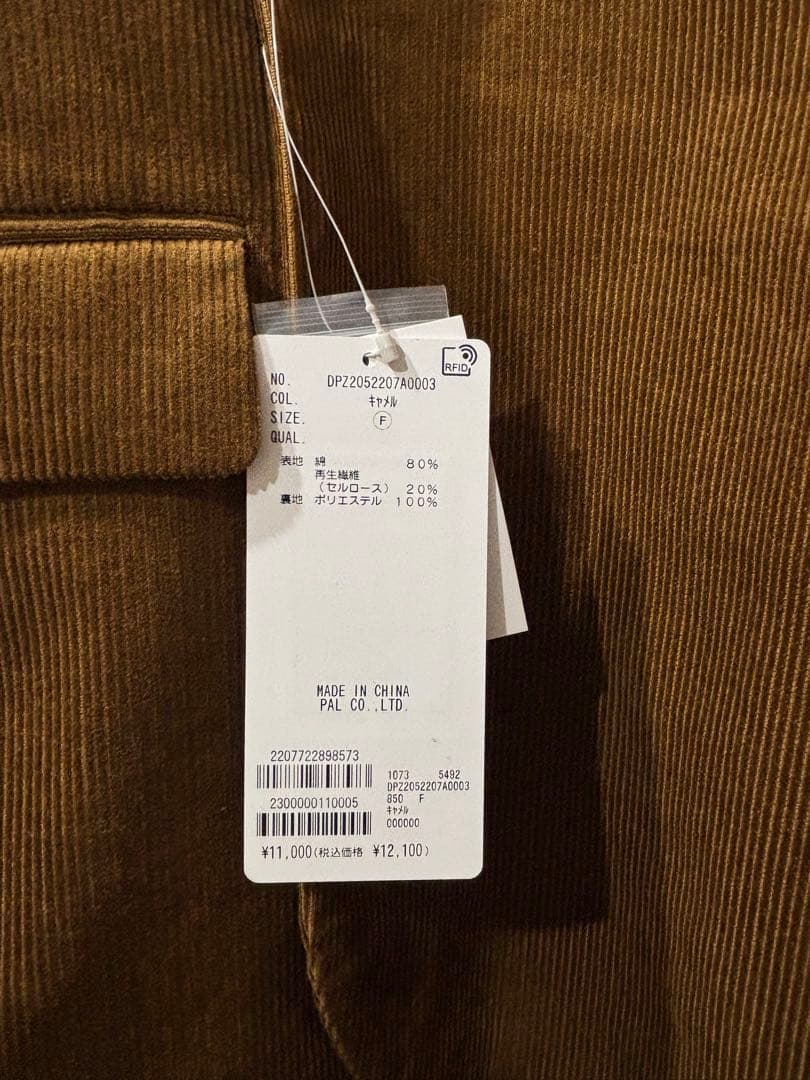 RFID
NO. DPZ2052207A0003
COL. ｷｬﾒﾙ
SIZE. Ⓕ
QUAL.
表地 綿 80%
再生繊維
(セルロース) 20%
裏地 ポリエステル 100%
MADE IN CHINA
PAL CO.,LTD.
2207722898573
2300000110005
1073 5492
DPZ2052207A0003
850 F
ｷｬﾒﾙ
000000
¥11,000(税込価格 ¥12,100)